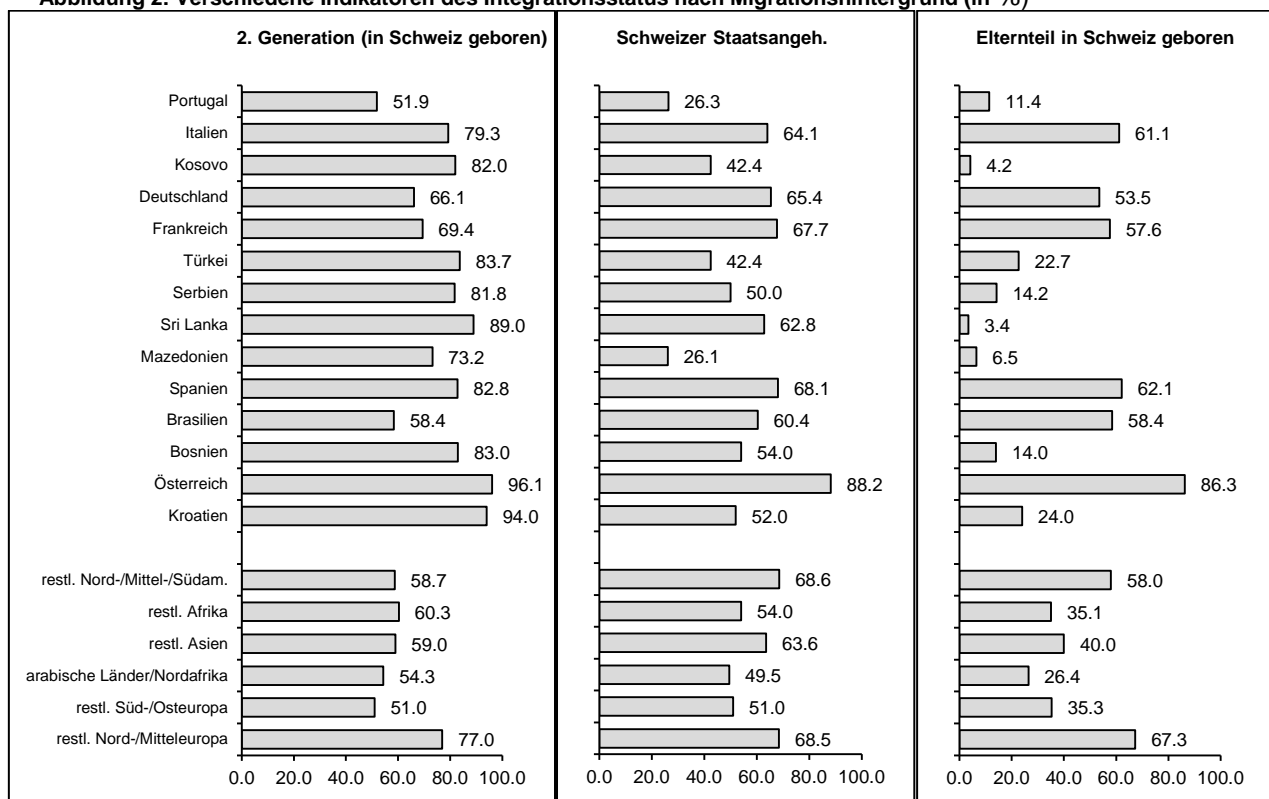 Abbildung 2: Verschiedene Indikatoren des Integrationsstatus nach Migrationshintergrund (in %)
2. Generation (in Schweiz geboren) Schweizer Staatsangeh. Elternteil in Schweiz geboren
Portugal 51.9 26.3 11.4
Italien 79.3 64.1 61.1
Kosovo 82.0 42.4 4.2
Deutschland 66.1 65.4 53.5
Frankreich 69.4 67.7 57.6
Türkei 83.7 42.4 22.7
Serbien 81.8 50.0 14.2
Sri Lanka 89.0 62.8 3.4
Mazedonien 73.2 26.1 6.5
Spanien 82.8 68.1 62.1
Brasilien 58.4 60.4 58.4
Bosnien 83.0 54.0 14.0
Österreich 96.1 88.2 86.3
Kroatien 94.0 52.0 24.0
restl. Nord-/Mittel-/Südam. 58.7 68.6 58.0
restl. Afrika 60.3 54.0 35.1
restl. Asien 59.0 63.6 40.0
arabische Länder/Nordafrika 54.3 49.5 26.4
restl. Süd-/Osteuropa 51.0 51.0 35.3
restl. Nord-/Mitteleuropa 77.0 68.5 67.3
0.0 20.0 40.0 60.0 80.0 100.0 0.0 20.0 40.0 60.0 80.0 100.0 0.0 20.0 40.0 60.0 80.0 100.0